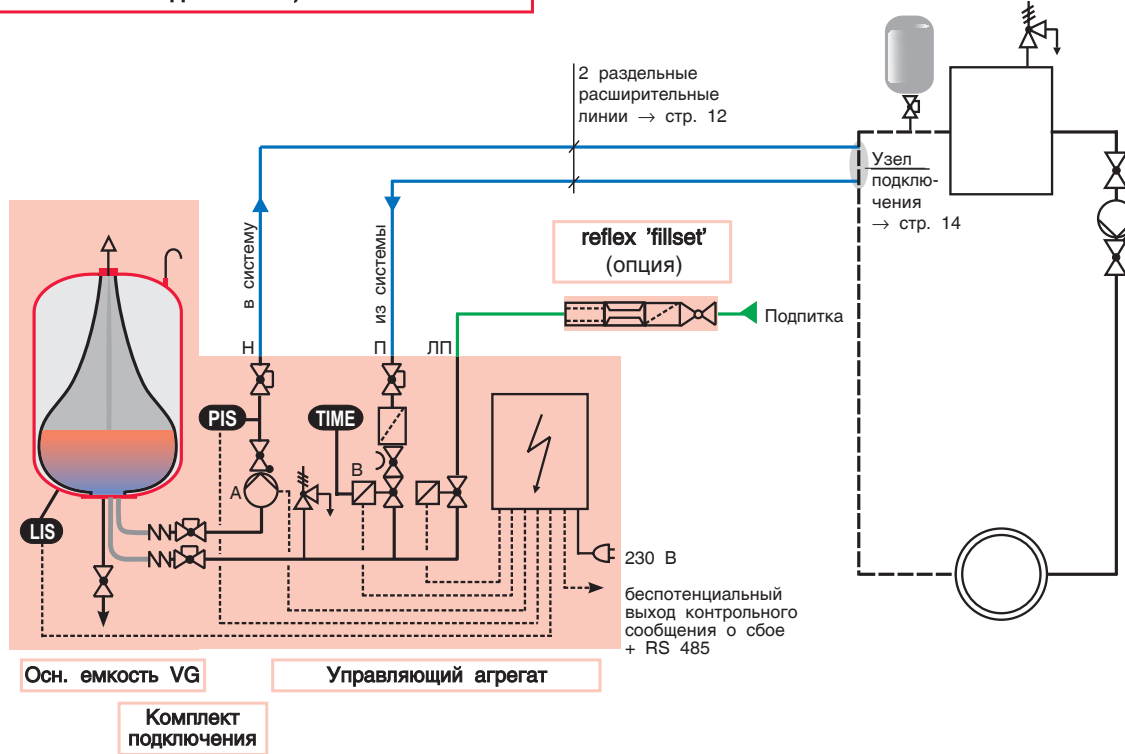 2 раздельные
расширительные
линии → стр. 12
Узел
подклю-
чения
→ стр. 14
reflex 'fillset'
(опция)
в систему
из системы
Подпитка
Н
П
ЛП
PIS
TIME
A
B
LIS
230 В
беспотенциальный
выход контрольного
сообщения о сбое
+ RS 485
Осн. емкость VG
Управляющий агрегат
Комплект
подключения